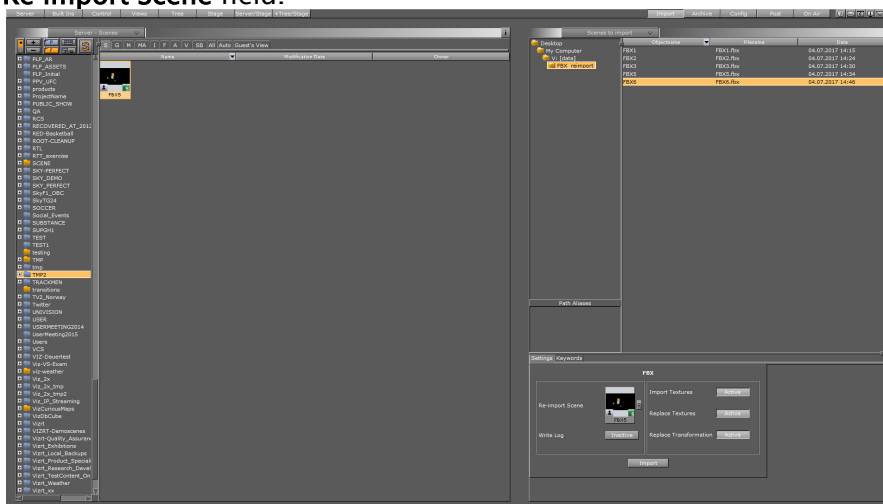 Re-Import Scene field.
Server Built Ins Control Views Tree Stage Server/Stage +Tree/Stage Import Archive Config Post On Air
Server - Scenes
S G M MA I F A V SB All Auto Guest's View
Name Modification Date Owner
FBX5
PLP_AR
PLP_ASSETS
PLP_Initial
PPV_UFC
products
ProjectName
PUBLIC_SHOW
QA
RCS
RECOVERED_AT_2012
RED-Basketball
ROOT-CLEANUP
RTL
RTT_exercise
SCENE
SKY-PERFECT
SKY_DEMO
SKY_PERFECT
SkyF1_OBC
SkyTG24
SOCCER
Social_Events
SUBSTANCE
SUPGH1
TEST
TEST1
testing
TMP
tmp
TMP2
TRACKMEN
transitions
TV2_Norway
Twitter
UNIVISION
USER
USERMEETING2014
UserMeeting2015
Users
VCS
VIZ-Dauertest
Viz-VS-Exam
viz-weather
Viz_2x
Viz_2x_tmp
Viz_2x_tmp2
Viz_IP_Streaming
VizCuriousMaps
VizDbCube
Vizrt
VIZRT-Demoscenes
Vizrt-Quality_Assuran
Vizrt_Exhibitions
Vizrt_Local_Backups
Vizrt_Product_Speciali
Vizrt_Research_Devel
Vizrt_TestContent_On
Vizrt_Weather
Vizrt_xx
Scenes to import
Desktop
My Computer
V: [data]
FBX_reimport
Objectname Filename Date
FBX1 FBX1.fbx 04.07.2017 14:15
FBX2 FBX2.fbx 04.07.2017 14:24
FBX3 FBX3.fbx 04.07.2017 14:30
FBX5 FBX5.fbx 04.07.2017 14:34
FBX6 FBX6.fbx 04.07.2017 14:46
Path Aliases
Settings Keywords
FBX
Re-import Scene
FBX5
Write Log Inactive
Import Textures Active
Replace Textures Active
Replace Transformation Active
Import